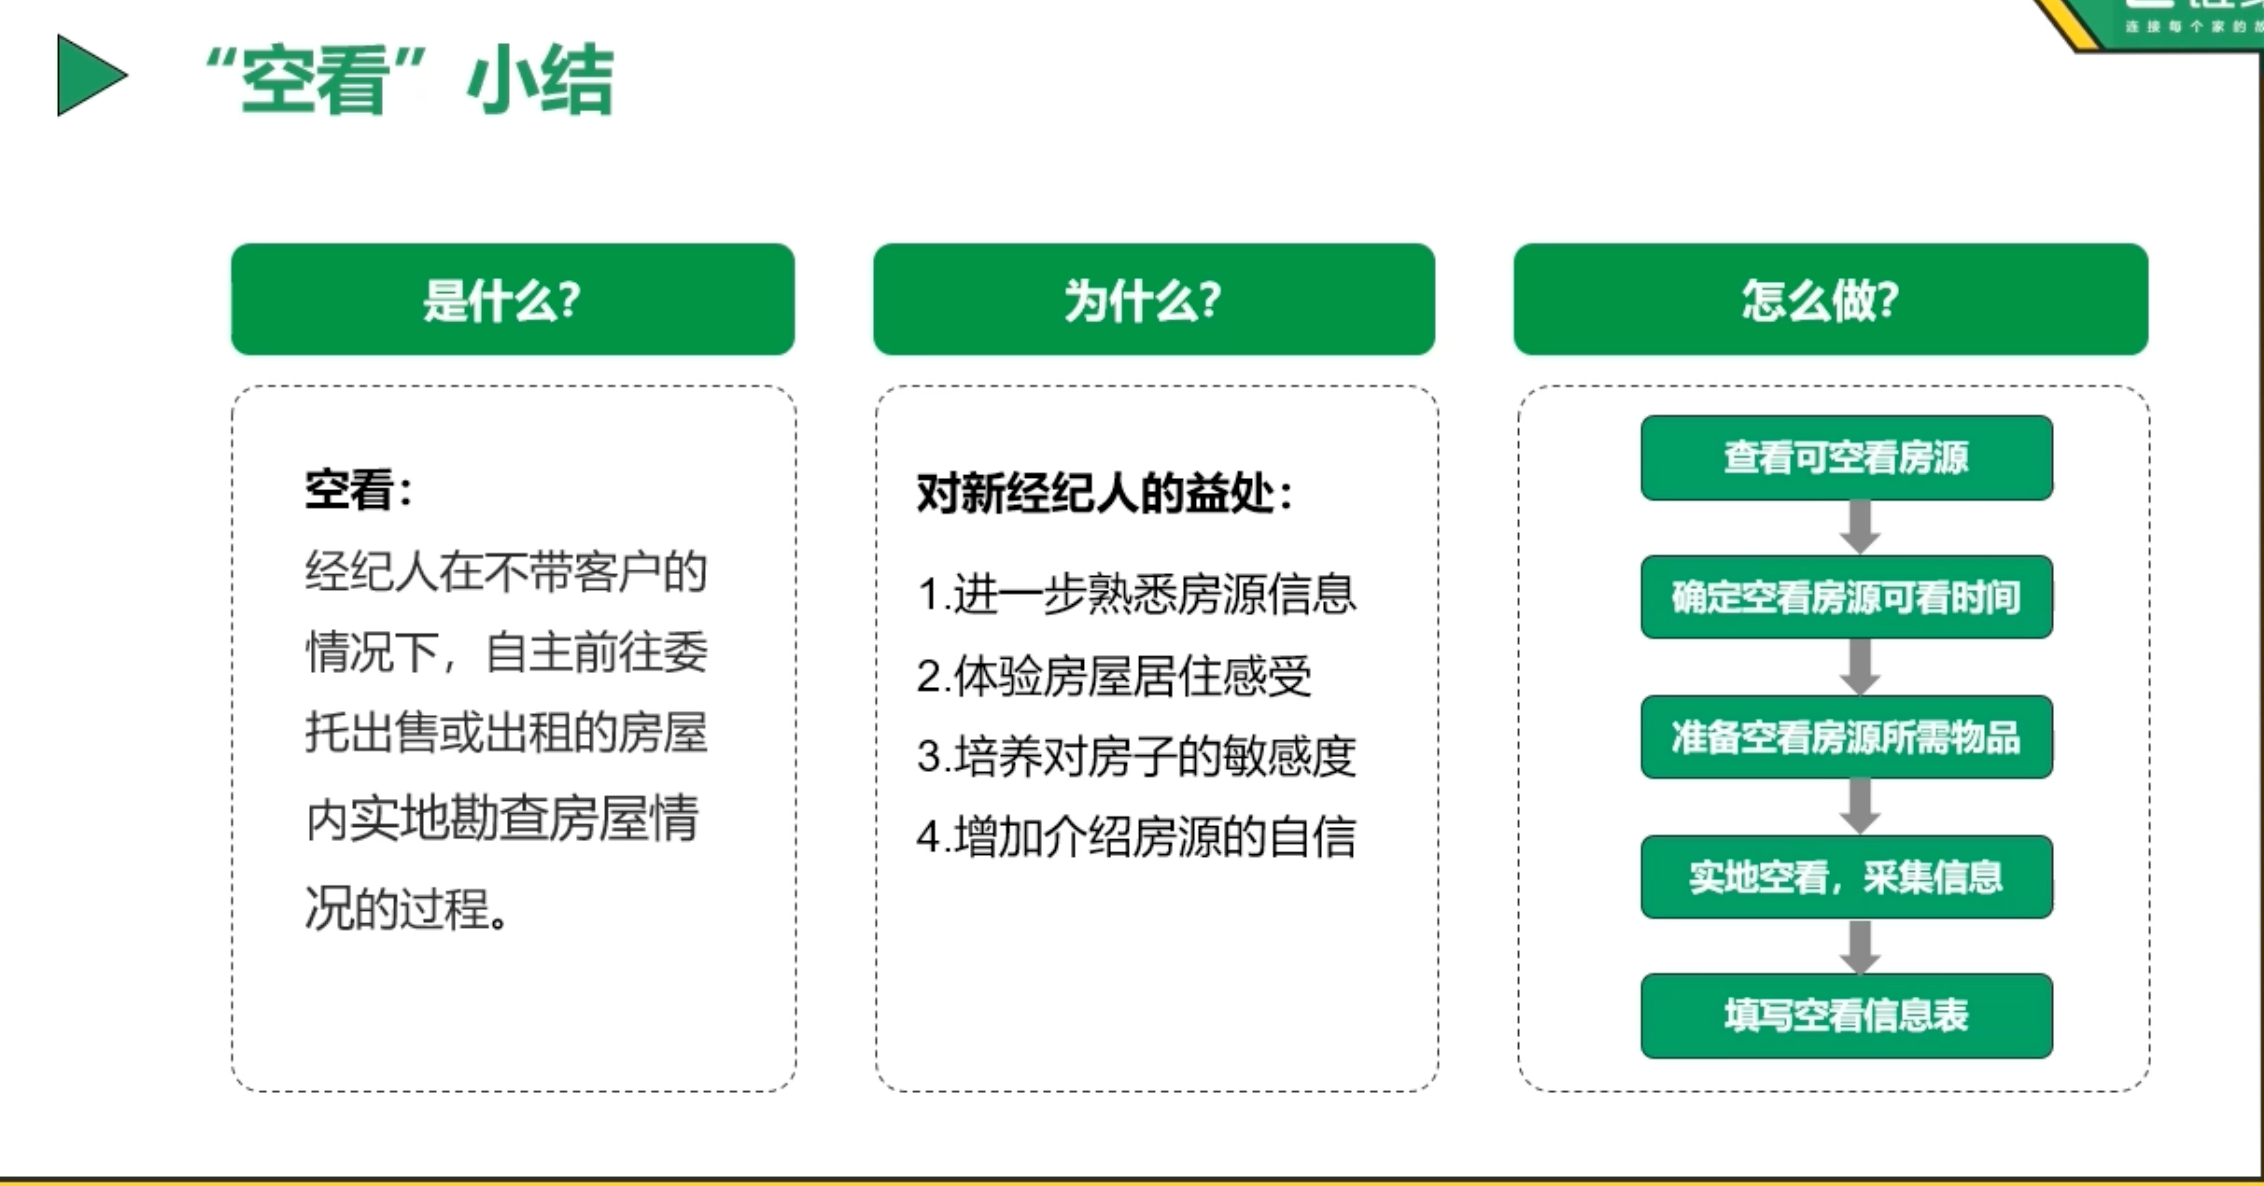 “空看”小结
连接每个家的故
是什么?
空看：
经纪人在不带客户的
情况下，自主前往委
托出售或出租的房屋
内实地勘查房屋情
况的过程。
为什么?
对新经纪人的益处：
1.进一步熟悉房源信息
2.体验房屋居住感受
3.培养对房子的敏感度
4.增加介绍房源的自信
怎么做?
查看可空看房源
确定空看房源可看时间
准备空看房源所需物品
实地空看，采集信息
填写空看信息表